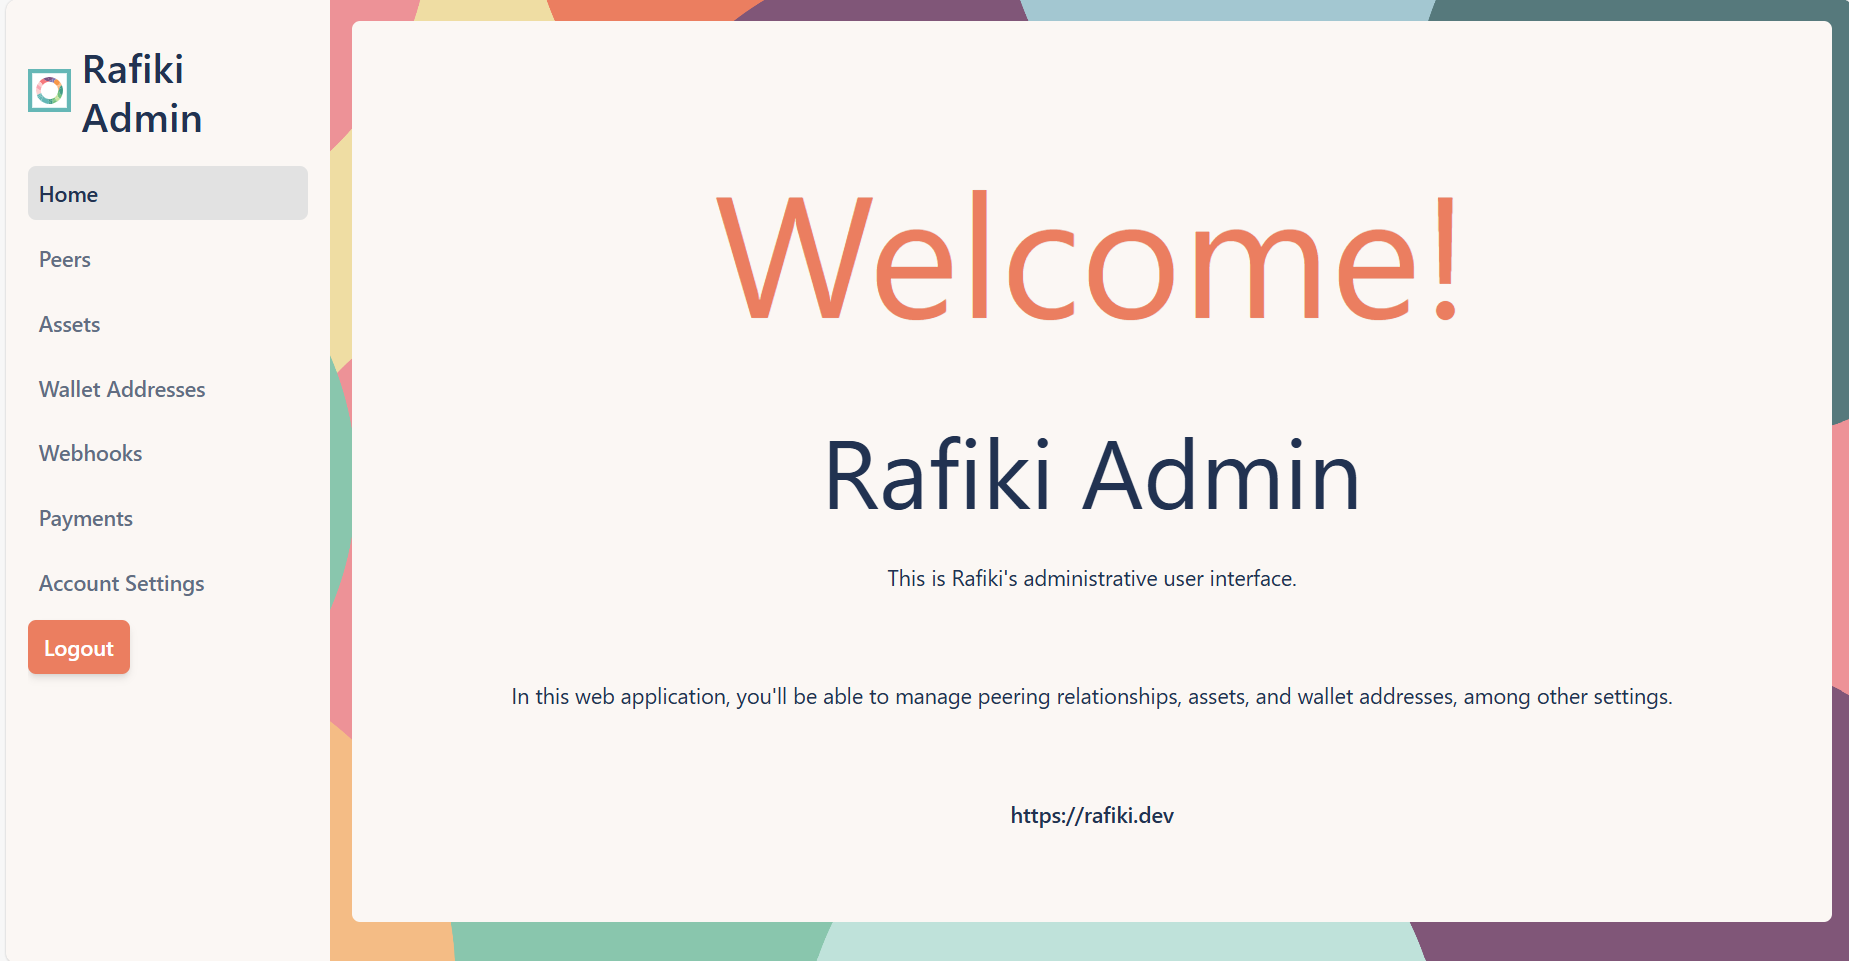 Rafiki
Admin
Home
Peers
Assets
Wallet Addresses
Webhooks
Payments
Account Settings
Logout
Welcome!
Rafiki Admin
This is Rafiki's administrative user interface.
In this web application, you'll be able to manage peering relationships, assets, and wallet addresses, among other settings.
https://rafiki.dev